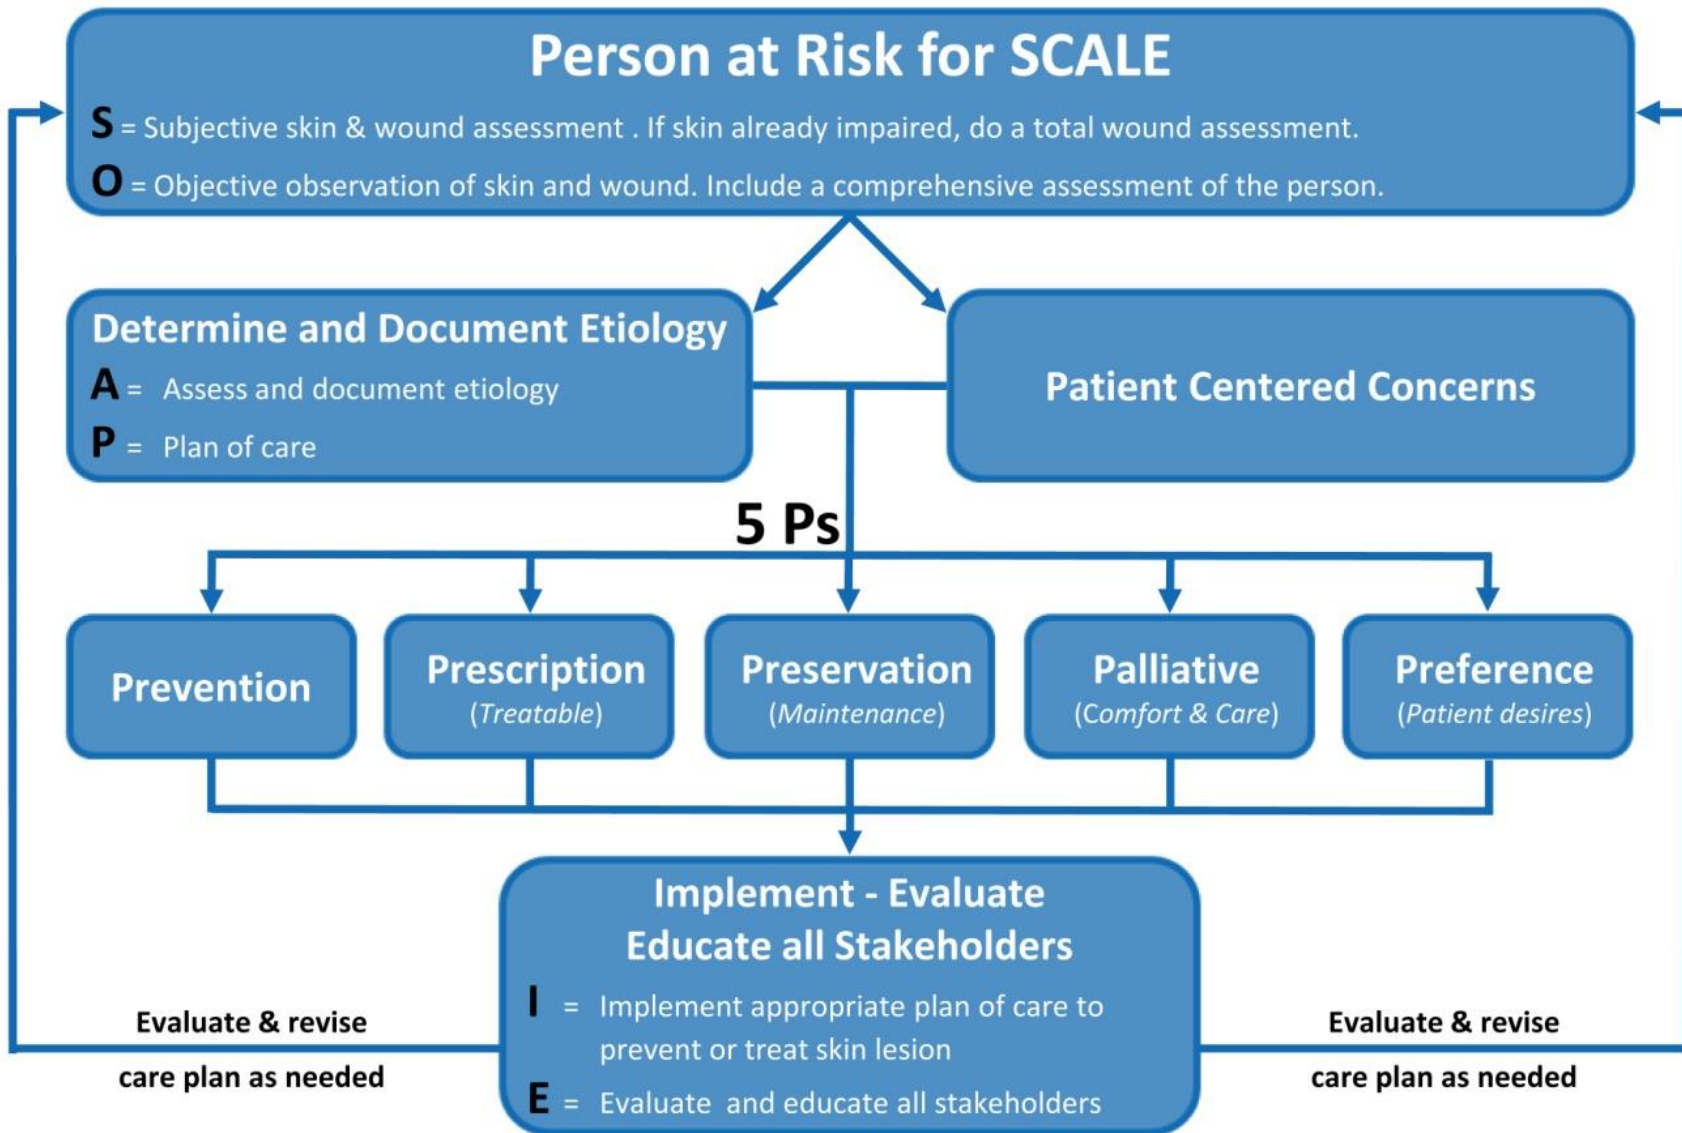 Person at Risk for SCALE
S = Subjective skin & wound assessment . If skin already impaired, do a total wound assessment.
O = Objective observation of skin and wound. Include a comprehensive assessment of the person.
Determine and Document Etiology
A = Assess and document etiology
P = Plan of care
Patient Centered Concerns
5 Ps
Prevention
Prescription
(Treatable)
Preservation
(Maintenance)
Palliative
(Comfort & Care)
Preference
(Patient desires)
Implement - Evaluate
Educate all Stakeholders
I = Implement appropriate plan of care to
prevent or treat skin lesion
E = Evaluate and educate all stakeholders
Evaluate & revise
care plan as needed
Evaluate & revise
care plan as needed